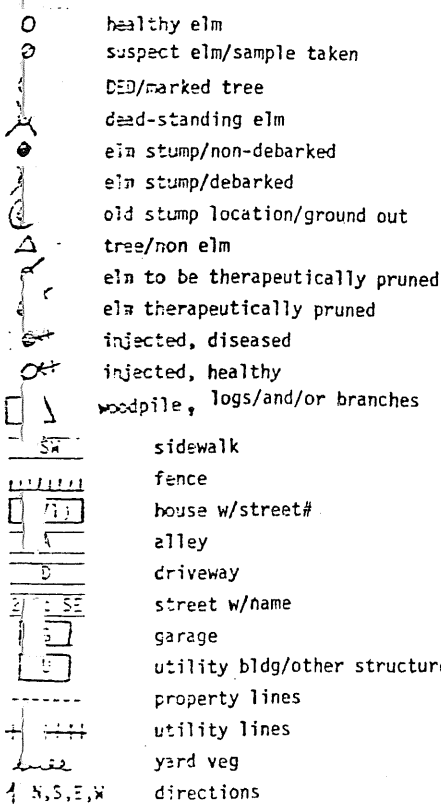 healthy elm
suspect elm/sample taken
DED/marked tree
dead-standing elm
elm stump/non-debarked
elm stump/debarked
old stump location/ground out
tree/non elm
elm to be therapeutically pruned
elm therapeutically pruned
injected, diseased
injected, healthy
woodpile, logs/and/or branches
SW sidewalk
fence
house w/street#
alley
D driveway
SE street w/name
garage
U utility bldg/other structure
property lines
utility lines
yard veg
N,S,E,W directions